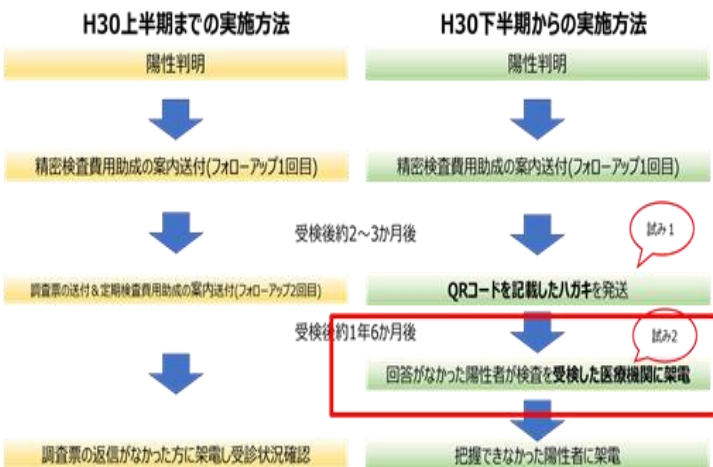 H30上半期までの実施方法
H30下半期からの実施方法
陽性判明
陽性判明
精密検査費用助成の案内送付(フォローアップ1回目)
精密検査費用助成の案内送付(フォローアップ1回目)
受検後約2～3か月後
試み1
調査票の送付＆定期検査費用助成の案内送付(フォローアップ2回目)
QRコードを記載したハガキを発送
受検後約1年6か月後
試み2
回答がなかった陽性者が検査を受検した医療機関に架電
調査票の返信がなかった方に架電し受診状況確認
把握できなかった陽性者に架電